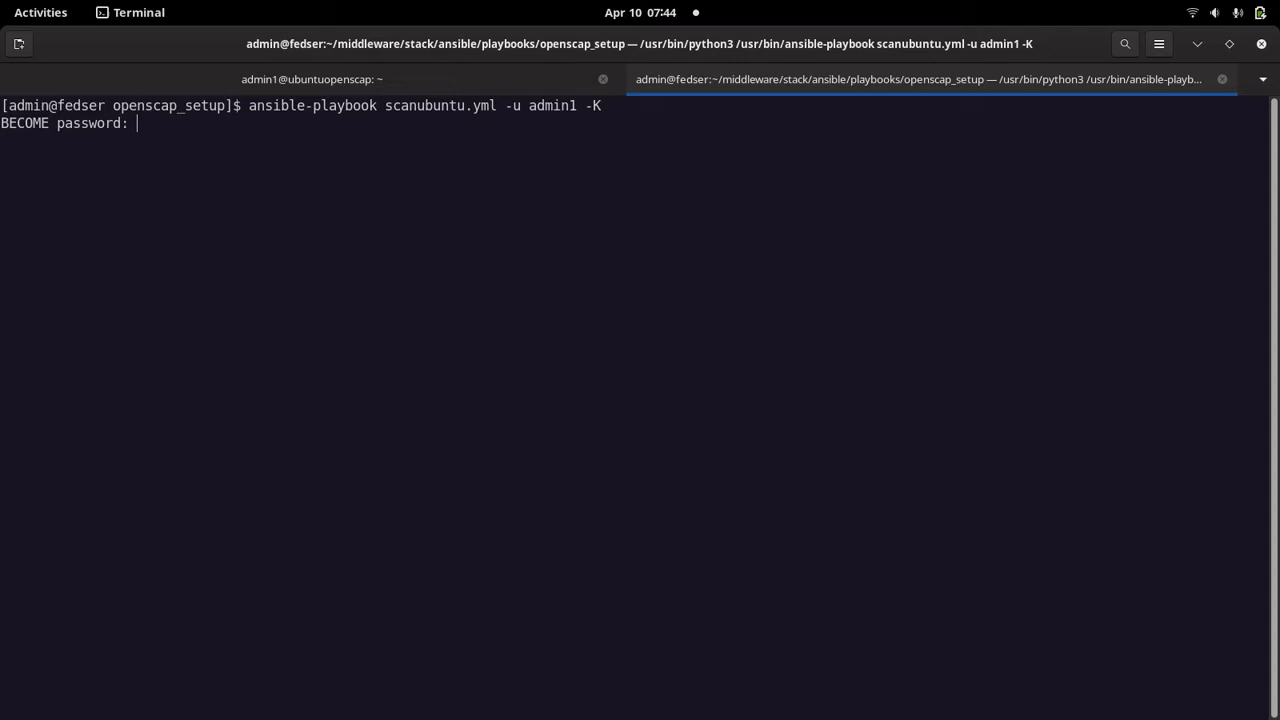 Activities
Terminal
Apr 10 07:44
admin@fedser:~/middleware/stack/ansible/playbooks/openscap_setup — /usr/bin/python3 /usr/bin/ansible-playbook scanubuntu.yml -u admin1 -K
admin1@ubuntuopenscap: ~
admin@fedser:~/middleware/stack/ansible/playbooks/openscap_setup — /usr/bin/python3 /usr/bin/ansible-playb...
[admin@fedser openscap_setup]$ ansible-playbook scanubuntu.yml -u admin1 -K
BECOME password: